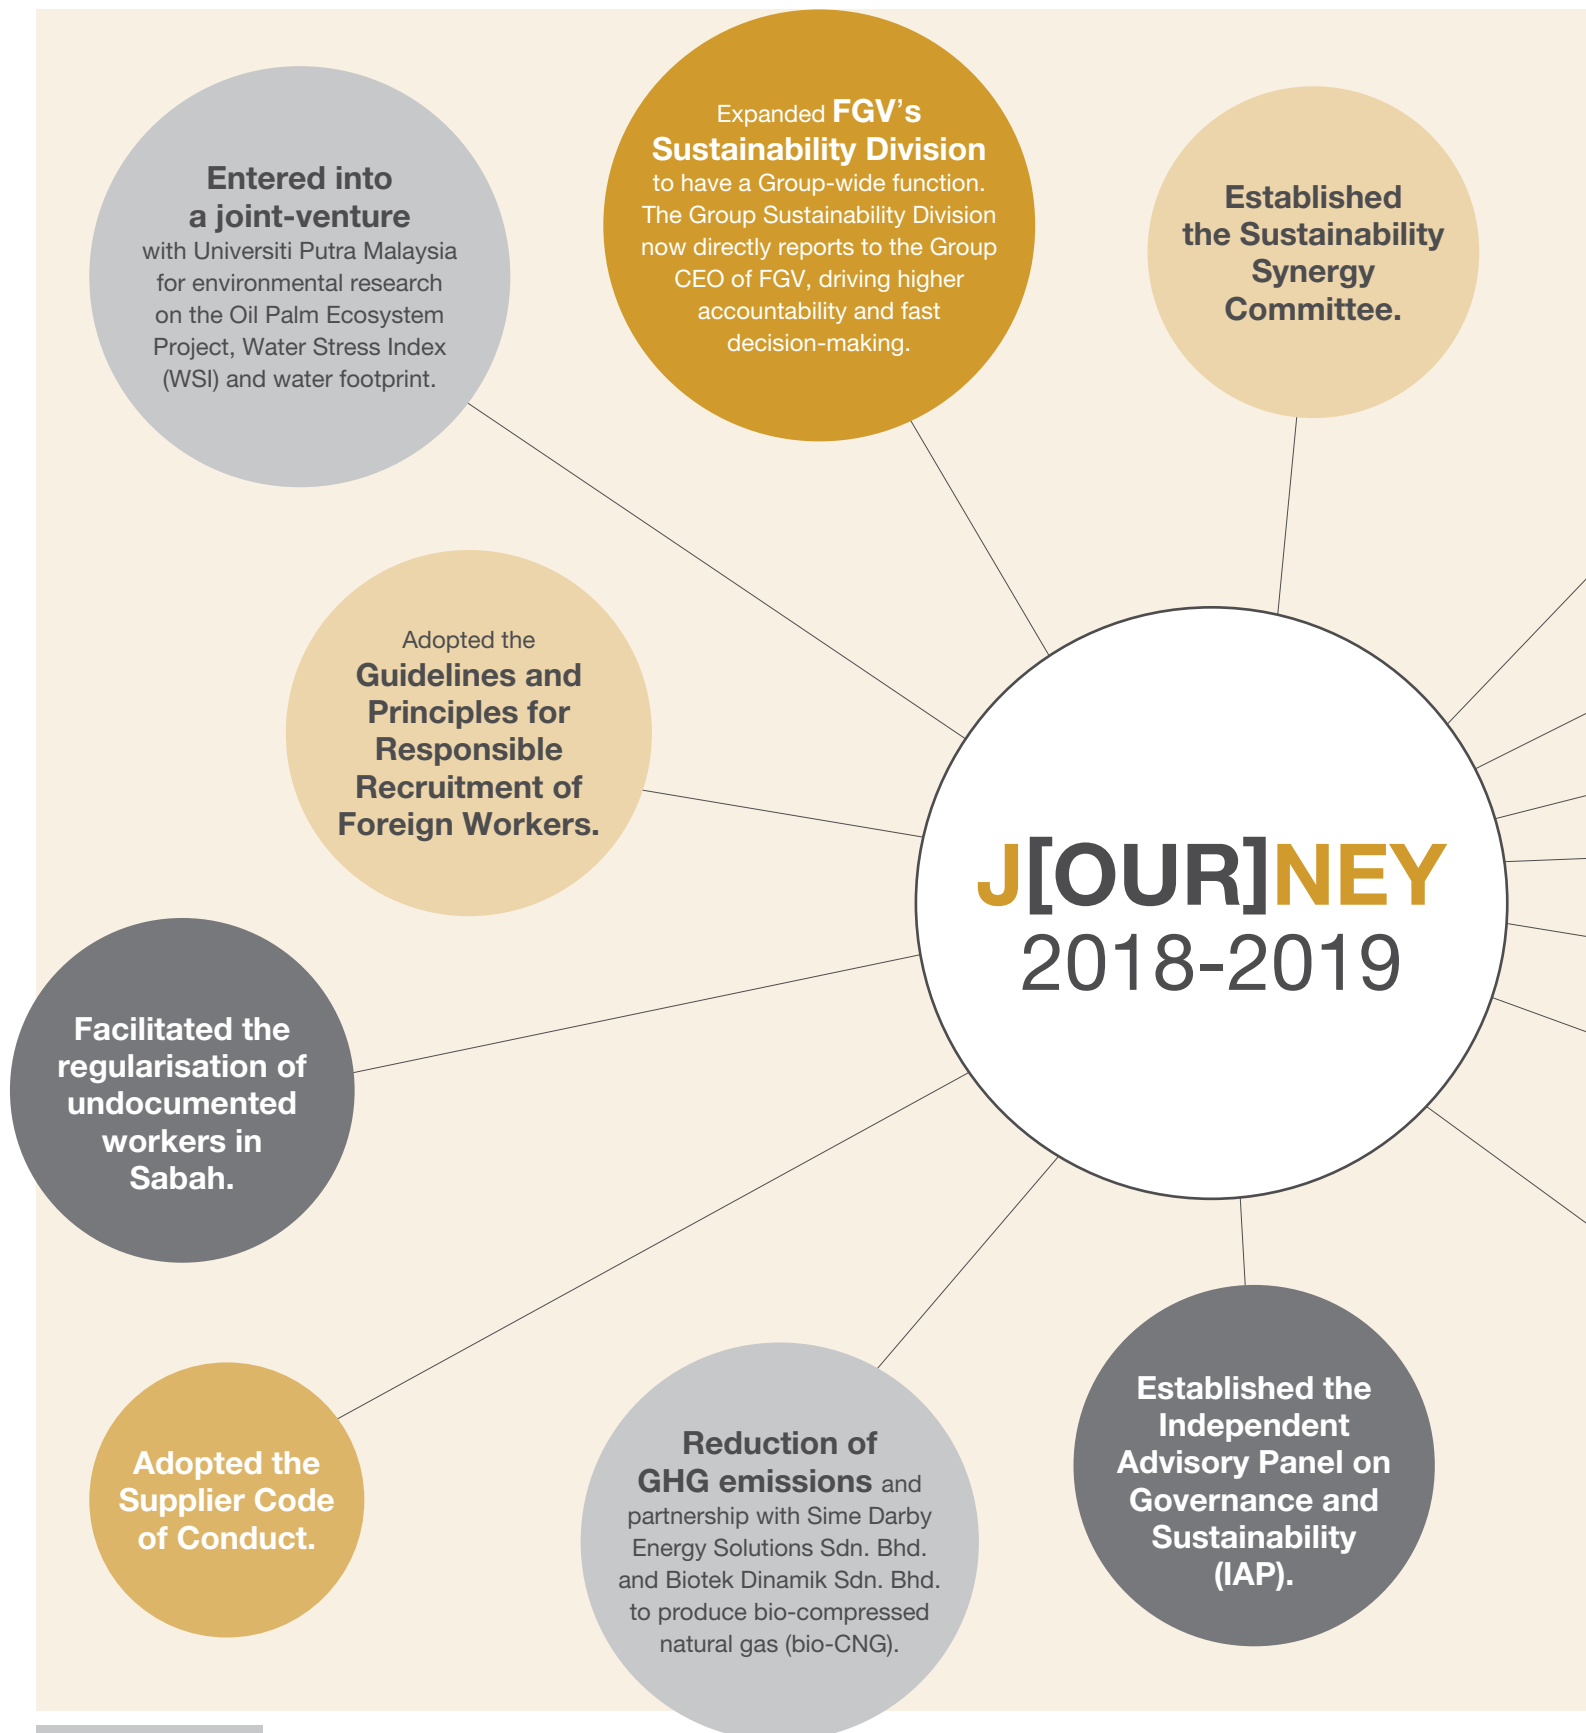 Entered into
a joint-venture
with Universiti Putra Malaysia
for environmental research
on the Oil Palm Ecosystem
Project, Water Stress Index
(WSI) and water footprint.
Expanded FGV's
Sustainability Division
to have a Group-wide function.
The Group Sustainability Division
now directly reports to the Group
CEO of FGV, driving higher
accountability and fast
decision-making.
Established
the Sustainability
Synergy
Committee.
Adopted the
Guidelines and
Principles for
Responsible
Recruitment of
Foreign Workers.
J[OUR]NEY
2018-2019
Facilitated the
regularisation of
undocumented
workers in
Sabah.
Adopted the
Supplier Code
of Conduct.
Reduction of
GHG emissions and
partnership with Sime Darby
Energy Solutions Sdn. Bhd.
and Biotek Dinamik Sdn. Bhd.
to produce bio-compressed
natural gas (bio-CNG).
Established the
Independent
Advisory Panel on
Governance and
Sustainability
(IAP).